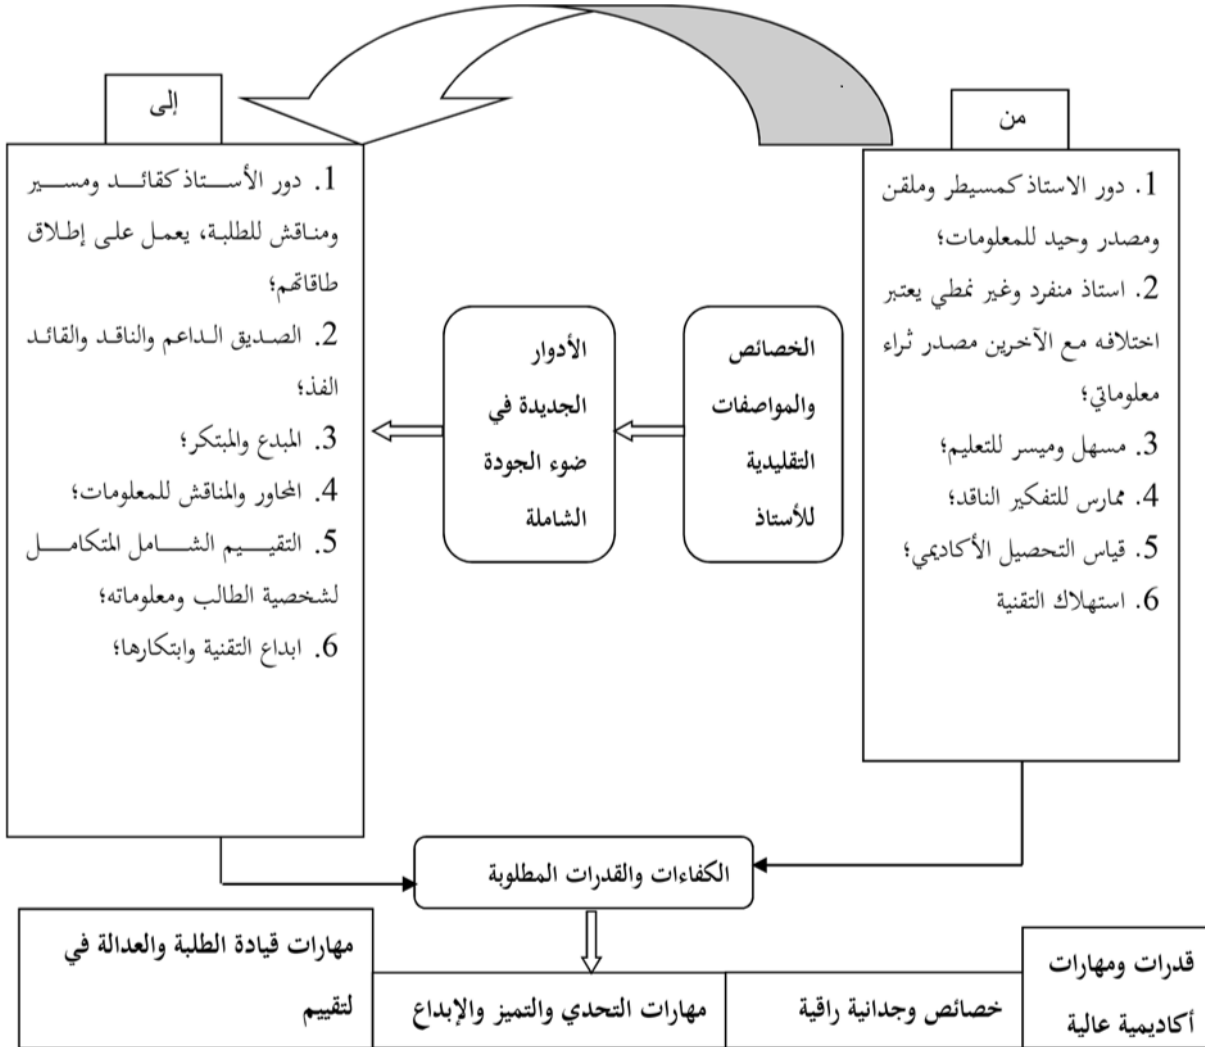 من
1. دور الاستاذ كمسيطر وملقن
ومصدر وحيد للمعلومات؛
2. استاذ منفرد وغير نمطي يعتبر
اختلافه مع الآخرين مصدر ثراء
معلوماتي؛
3. مسهل وميسر للتعليم؛
4. ممارس للتفكير الناقد؛
5. قياس التحصيل الأكاديمي؛
6. استهلاك التقنية
الخصائص
والمواصفات
التقليدية
للأستاذ
الأدوار
الجديدة في
ضوء الجودة
الشاملة
إلى
1. دور الأستاذ كقائد ومسير
ومناقش للطلبة، يعمل على إطلاق
طاقاتهم؛
2. الصديق الداعم والناقد والقائد
الفذ؛
3. المبدع والمبتكر؛
4. المحاور والمناقش للمعلومات؛
5. التقييم الشامل المتكامل
لشخصية الطالب ومعلوماته؛
6. ابداع التقنية وابتكارها؛
الكفاءات والقدرات المطلوبة
قدرات ومهارات
أكاديمية عالية
خصائص وجدانية راقية
مهارات التحدي والتميز والإبداع
مهارات قيادة الطلبة والعدالة في
لتقييم